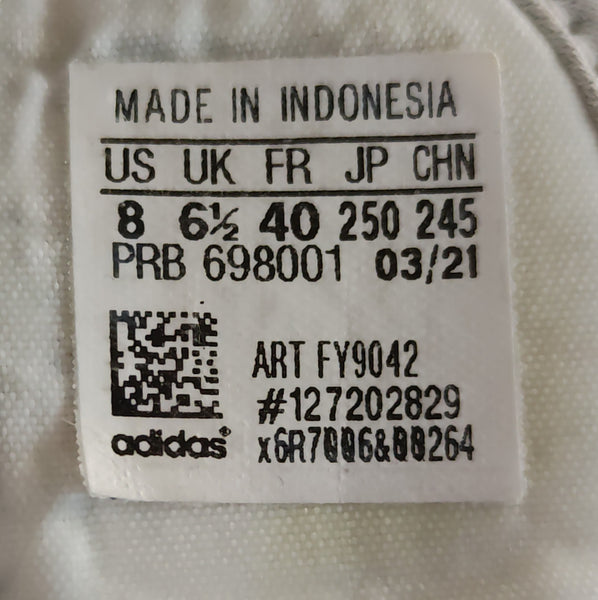 MADE IN INDONESIA
US UK FR JP CHN
8 6½ 40 250 245
PRB 698001 03/21
ART FY9042
#127202829
adidas®